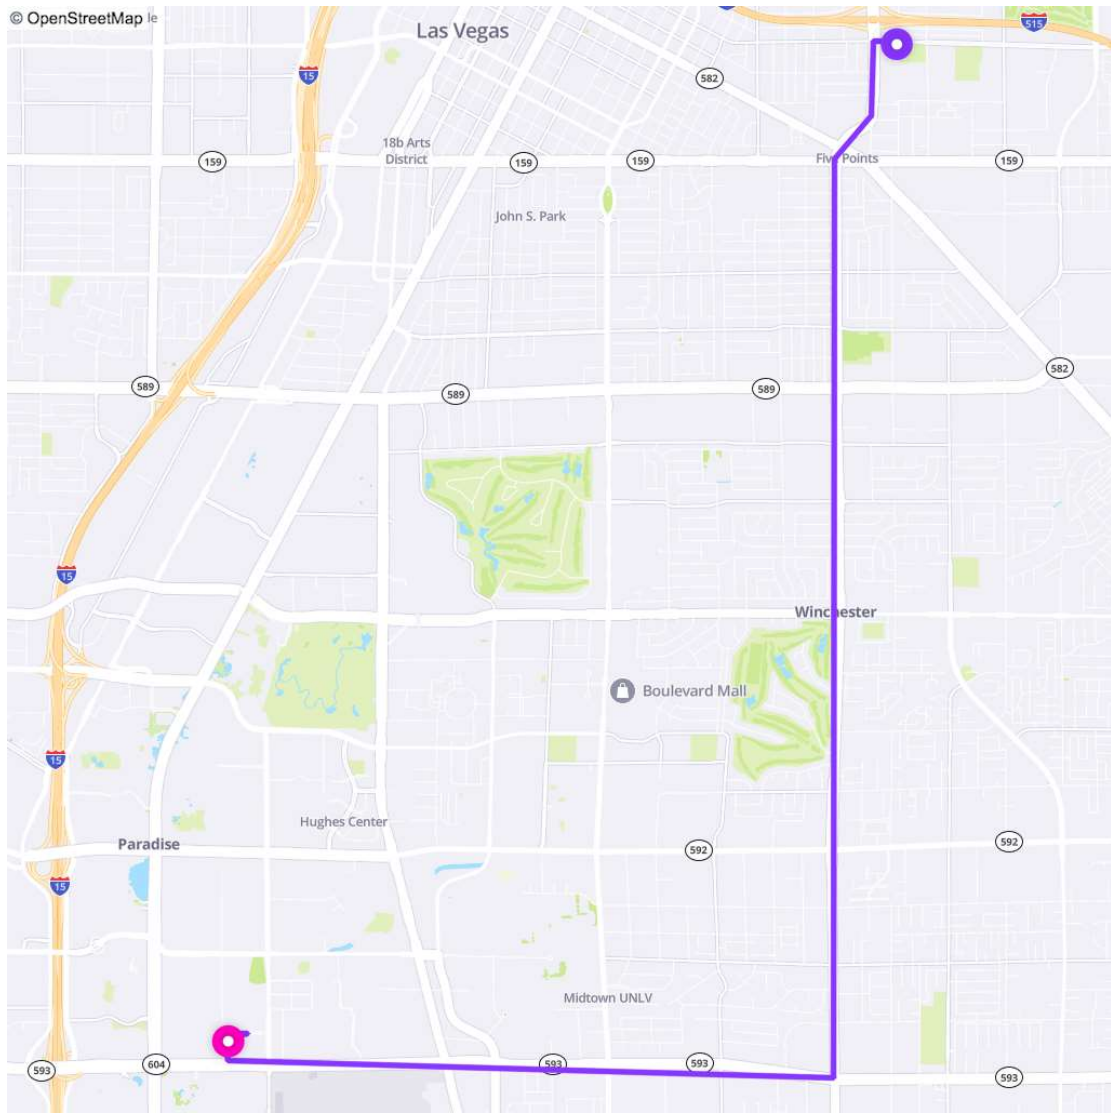 © OpenStreetMap le
Las Vegas
515
15
582
18b Arts
District
159
159
159
Five Points
159
John S. Park
589
589
589
582
15
Winchester
Boulevard Mall
15
Hughes Center
Paradise
592
592
15
Midtown UNLV
593
604
593
593
593